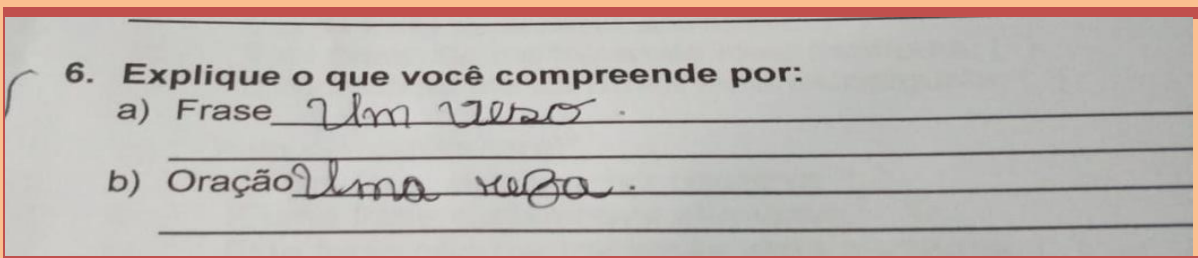 6. Explique o que você compreende por:
a) Frase Um verso.
b) Oração Uma reza.